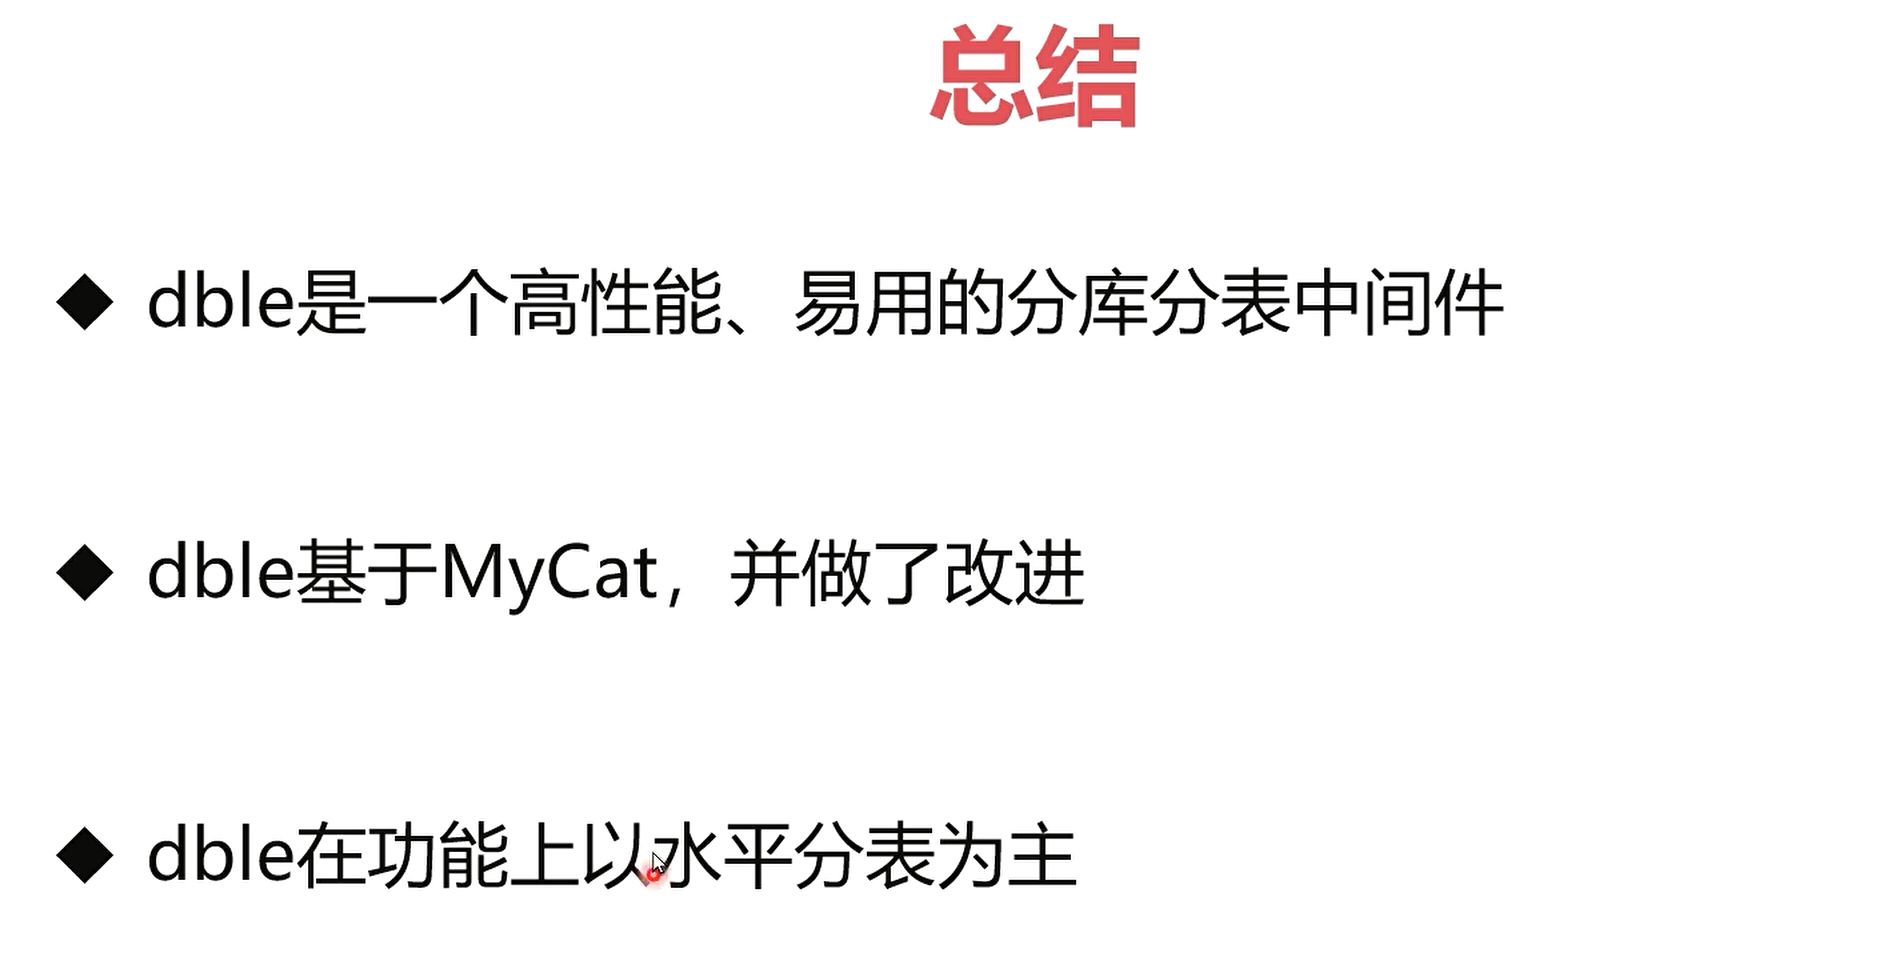 总结
◆ dble是一个高性能、易用的分库分表中间件
◆ dble基于MyCat，并做了改进
◆ dble在功能上以水平分表为主